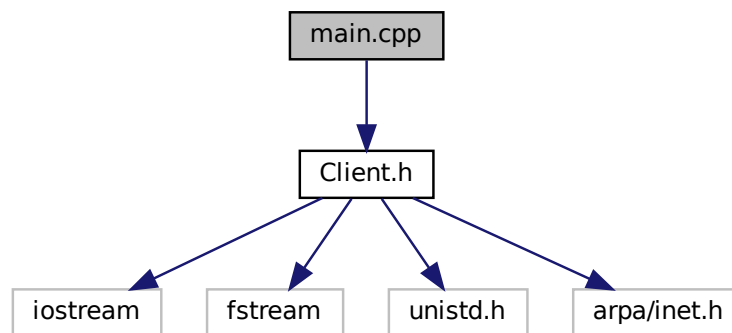 main.cpp
Client.h
iostream
fstream
unistd.h
arpa/inet.h